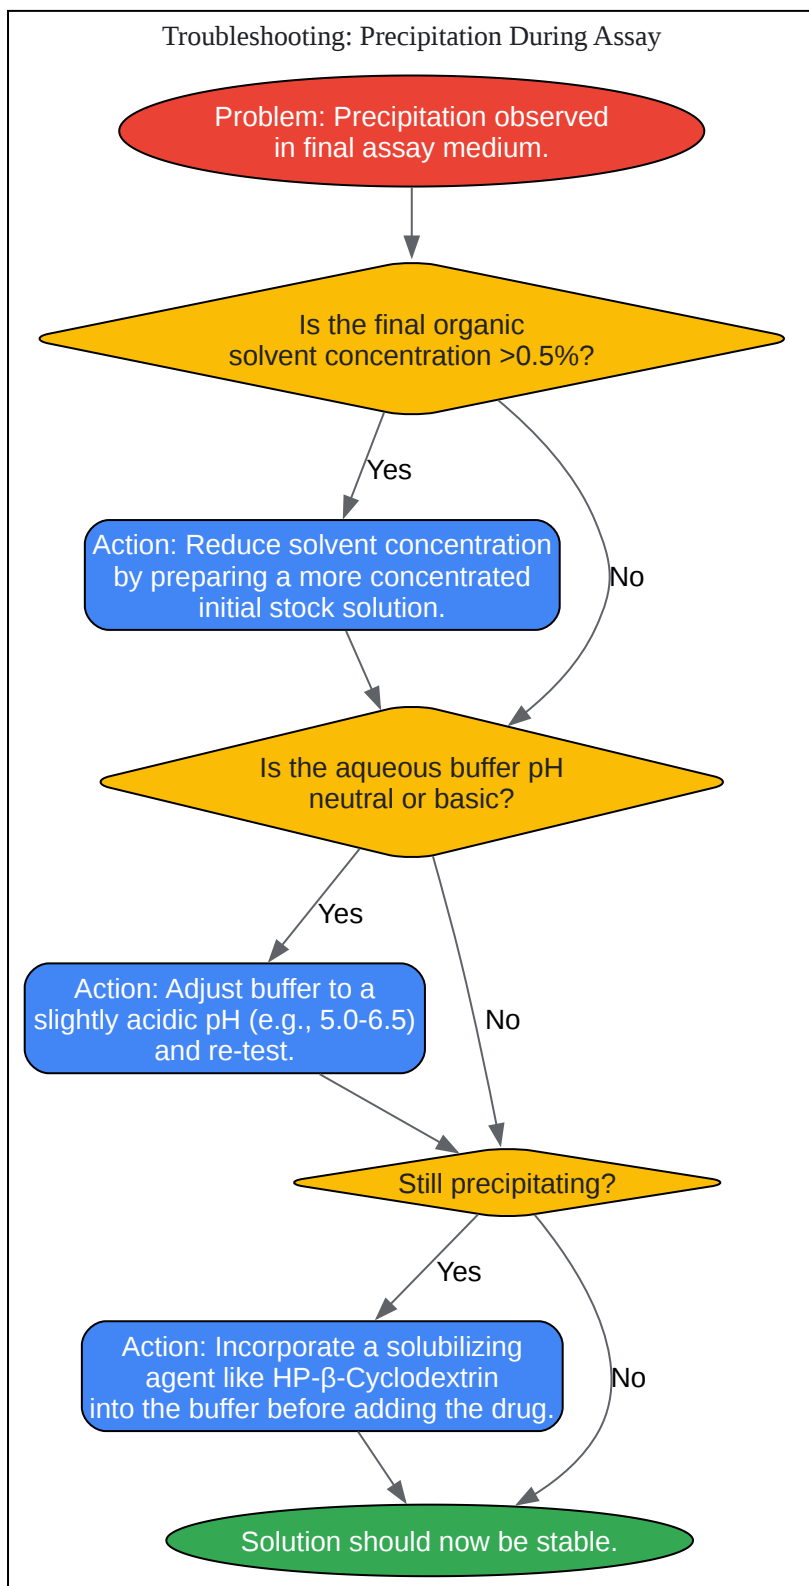 Troubleshooting: Precipitation During Assay
Problem: Precipitation observed
in final assay medium.
Is the final organic
solvent concentration >0.5%?
Yes
Action: Reduce solvent concentration
by preparing a more concentrated
initial stock solution.
No
Is the aqueous buffer pH
neutral or basic?
Yes
Action: Adjust buffer to a
slightly acidic pH (e.g., 5.0-6.5)
and re-test.
No
Still precipitating?
Yes
Action: Incorporate a solubilizing
agent like HP-β-Cyclodextrin
into the buffer before adding the drug.
No
Solution should now be stable.